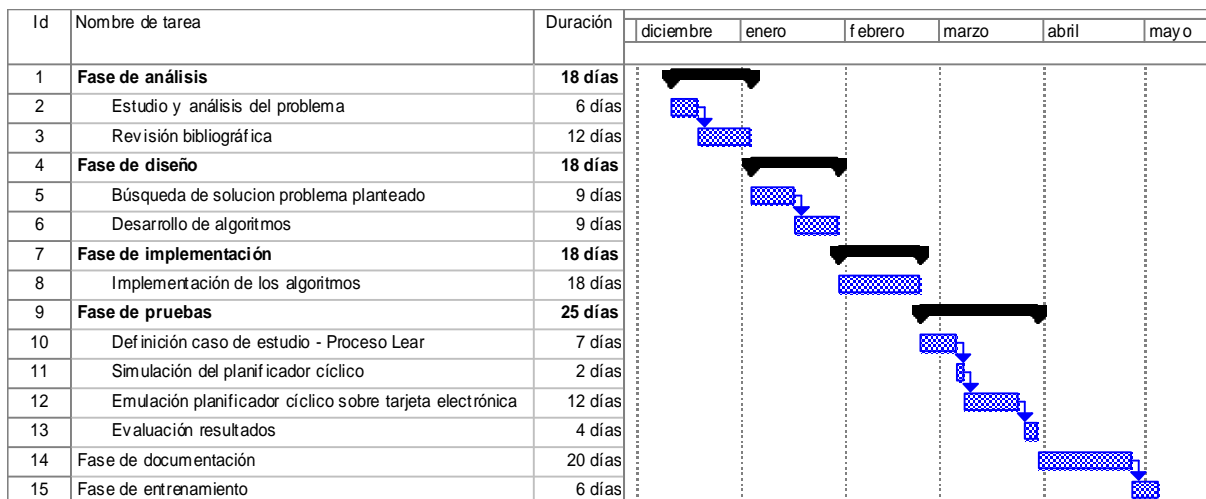 Id Nombre de tarea Duración diciembre enero febrero marzo abril mayo
1 Fase de análisis 18 días
2 Estudio y análisis del problema 6 días
3 Revisión bibliográfica 12 días
4 Fase de diseño 18 días
5 Búsqueda de solucion problema planteado 9 días
6 Desarrollo de algoritmos 9 días
7 Fase de implementación 18 días
8 Implementación de los algoritmos 18 días
9 Fase de pruebas 25 días
10 Definición caso de estudio - Proceso Lear 7 días
11 Simulación del planificador cíclico 2 días
12 Emulación planificador cíclico sobre tarjeta electrónica 12 días
13 Evaluación resultados 4 días
14 Fase de documentación 20 días
15 Fase de entrenamiento 6 días